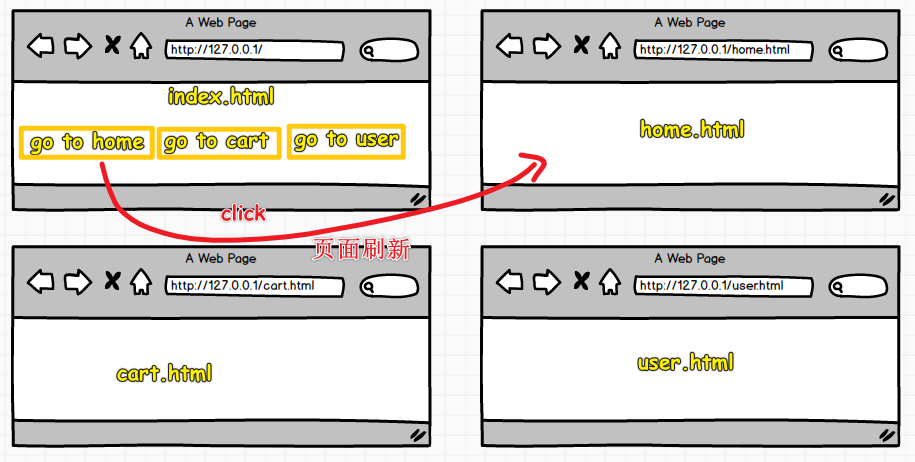 A Web Page
http://127.0.0.1/
index.html
go to home
go to cart
go to user
A Web Page
http://127.0.0.1/home.html
home.html
click
页面刷新
A Web Page
http://127.0.0.1/cart.html
cart.html
A Web Page
http://127.0.0.1/user.html
user.html